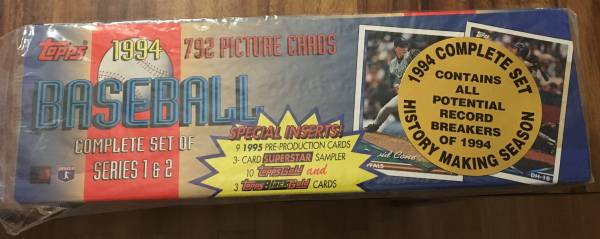 Topps 1994 792 PICTURE CARDS
BASEBALL
COMPLETE SET OF
SERIES 1 & 2
SPECIAL INSERTS!
9 1995 PRE-PRODUCTION CARDS
3-CARD SUPERSTAR SAMPLER
10 Topps Gold and
3 Topps Black Gold CARDS
1994 COMPLETE SET
CONTAINS
ALL
POTENTIAL
RECORD
BREAKERS
OF 1994
HISTORY MAKING SEASON
Topps
Cone